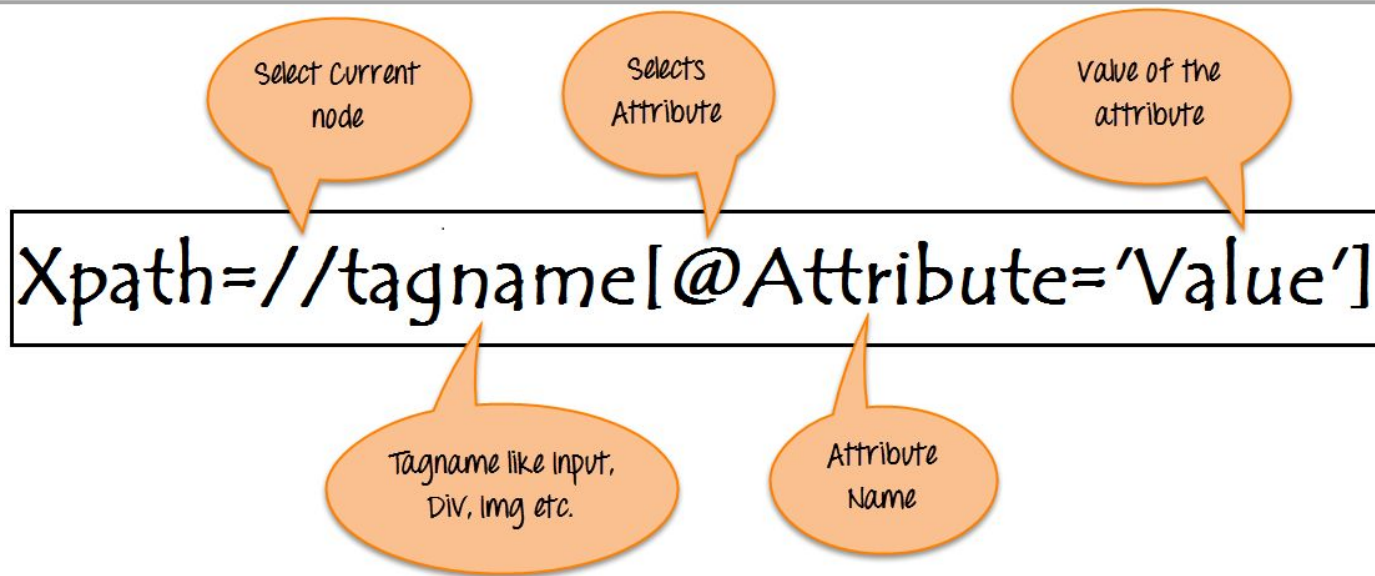 Select Current
node
Selects
Attribute
Value of the
attribute
Xpath=//tagname[@Attribute='Value']
Tagname like Input,
Div, Img etc.
Attribute
Name